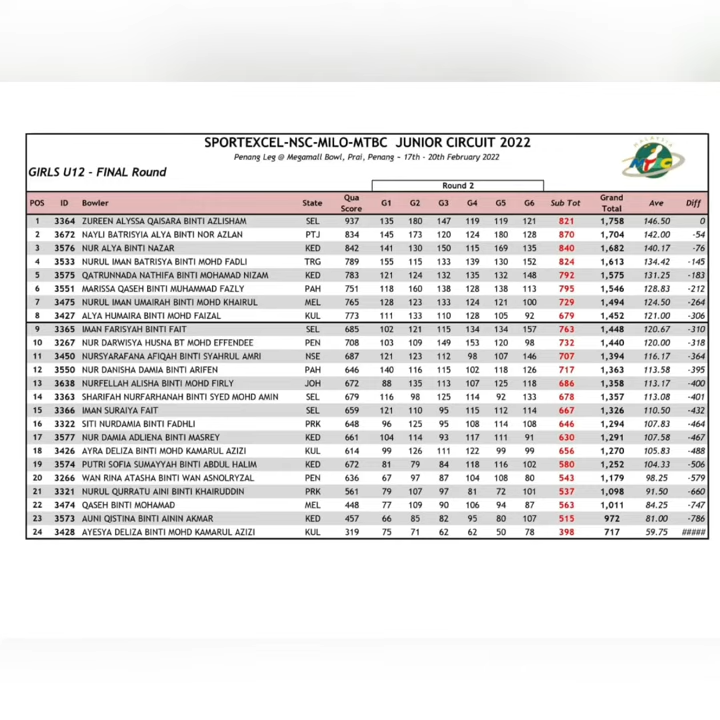 SPORTEXCEL-NSC-MILO-MTBC JUNIOR CIRCUIT 2022
Penang Leg @ Megamall Bowl, Prai, Penang ~ 17th - 20th February 2022
MALAYSIA
MTBC
GIRLS U12 - FINAL Round
Round 2
POS ID Bowler State Qua Score G1 G2 G3 G4 G5 G6 Sub Tot Grand Total Ave Diff
1 3364 ZUREEN ALYSSA QAISARA BINTI AZLISHAM SEL 937 135 180 147 119 119 121 821 1,758 146.50 0
2 3672 NAYLI BATRISYIA ALYA BINTI NOR AZLAN PTJ 834 145 173 120 124 180 128 870 1,704 142.00 -54
3 3576 NUR ALYA BINTI NAZAR KED 842 141 130 150 115 169 135 840 1,682 140.17 -76
4 3533 NURUL IMAN BATRISYA BINTI MOHD FADLI TRG 789 155 115 133 139 130 152 824 1,613 134.42 -145
5 3575 QATRUNNADA NATHIFA BINTI MOHAMAD NIZAM KED 783 121 124 132 135 132 148 792 1,575 131.25 -183
6 3551 MARISSA QASEH BINTI MUHAMMAD FAZLY PAH 751 118 160 138 128 138 113 795 1,546 128.83 -212
7 3475 NURUL IMAN UMAIRAH BINTI MOHD KHAIRUL MEL 765 128 123 133 124 121 100 729 1,494 124.50 -264
8 3427 ALYA HUMAIRA BINTI MOHD FAIZAL KUL 773 111 133 110 128 105 92 679 1,452 121.00 -306
9 3365 IMAN FARISYAH BINTI FAIT SEL 685 102 121 115 134 134 157 763 1,448 120.67 -310
10 3267 NUR DARWISYA HUSNA BT MOHD EFFENDEE PEN 708 103 109 149 153 120 98 732 1,440 120.00 -318
11 3450 NURSYARAFANA AFIQAH BINTI SYAHRUL AMRI NSE 687 121 123 112 98 107 146 707 1,394 116.17 -364
12 3550 NUR DANISHA DAMIA BINTI ARIFEN PAH 646 140 116 115 102 118 126 717 1,363 113.58 -395
13 3638 NURFELLAH ALISHA BINTI MOHD FIRLY JOH 672 88 135 113 107 125 118 686 1,358 113.17 -400
14 3363 SHARIFAH NURFARHANAH BINTI SYED MOHD AMIN SEL 679 116 98 125 114 92 133 678 1,357 113.08 -401
15 3366 IMAN SURAIYA FAIT SEL 659 121 110 95 115 112 114 667 1,326 110.50 -432
16 3322 SITI NURDAMIA BINTI FADHLI PRK 648 96 125 95 108 114 108 646 1,294 107.83 -464
17 3577 NUR DAMIA ADLIENA BINTI MASREY KED 661 104 114 93 117 111 91 630 1,291 107.58 -467
18 3426 AYRA DELIZA BINTI MOHD KAMARUL AZIZI KUL 614 99 126 111 122 99 99 656 1,270 105.83 -488
19 3574 PUTRI SOFIA SUMAYYAH BINTI ABDUL HALIM KED 672 81 79 84 118 116 102 580 1,252 104.33 -506
20 3266 WAN RINA ATASHA BINTI WAN ASNOLRYZAL PEN 636 67 97 87 104 108 80 543 1,179 98.25 -579
21 3321 NURUL QURRATU AINI BINTI KHAIRUDDIN PRK 561 79 107 97 81 72 101 537 1,098 91.50 -660
22 3474 QASEH BINTI MOHAMAD MEL 448 77 109 90 106 94 87 563 1,011 84.25 -747
23 3573 AUNI QISTINA BINTI AININ AKMAR KED 457 66 85 82 95 80 107 515 972 81.00 -786
24 3428 AYESYA DELIZA BINTI MOHD KAMARUL AZIZI KUL 319 75 71 62 62 50 78 398 717 59.75 #####